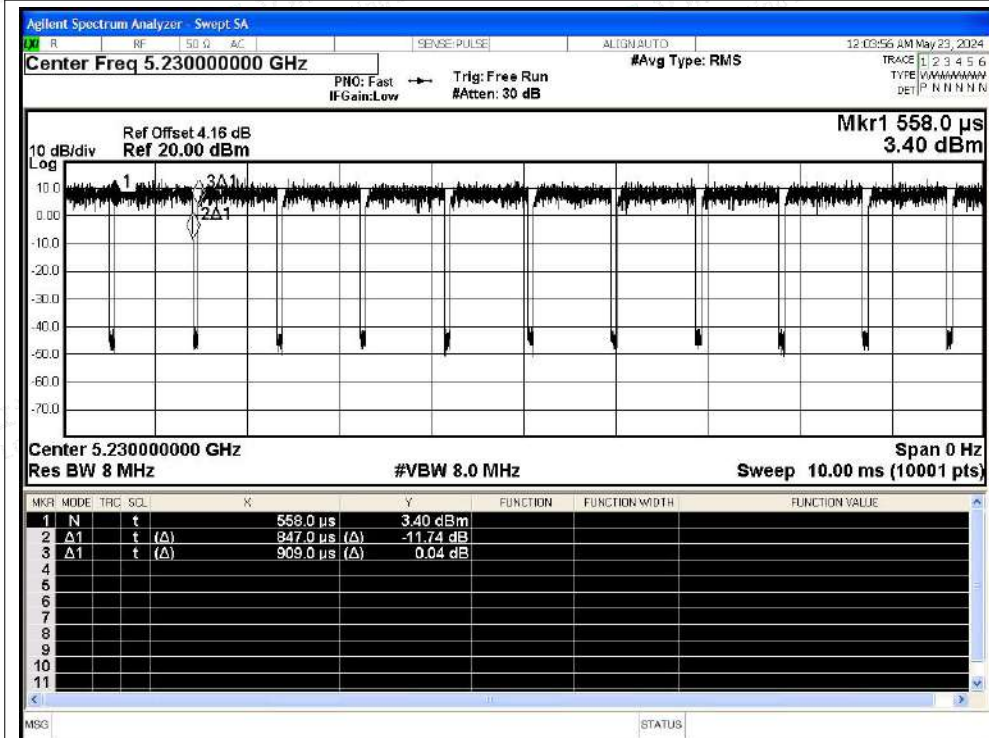 Agilent Spectrum Analyzer - Swept SA
LXI R RF 50 Ω AC SENSE:PULSE ALIGN AUTO 12:03:56 AM May 23, 2024
Center Freq 5.230000000 GHz #Avg Type: RMS TRACE 1 2 3 4 5 6
PNO: Fast Trig: Free Run TYPE WWWWWW
IFGain:Low #Atten: 30 dB DET P N N N N N
Mkr1 558.0 µs
Ref Offset 4.16 dB
10 dB/div Ref 20.00 dBm 3.40 dBm
Log
10.0 1 3Δ1
0.00 2Δ1
-10.0
-20.0
-30.0
-40.0
-50.0
-60.0
-70.0
Center 5.230000000 GHz Span 0 Hz
Res BW 8 MHz #VBW 8.0 MHz Sweep 10.00 ms (10001 pts)
MKR MODE TRC SCL X Y FUNCTION FUNCTION WIDTH FUNCTION VALUE
1 N t 558.0 µs 3.40 dBm
2 Δ1 t (Δ) 847.0 µs (Δ) -11.74 dB
3 Δ1 t (Δ) 909.0 µs (Δ) 0.04 dB
4
5
6
7
8
9
10
11
MSG STATUS